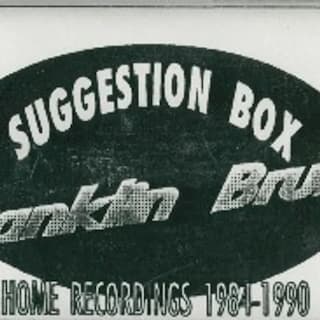 SUGGESTION BOX
anklin Bru
HOME RECORDINGS 1984-1990